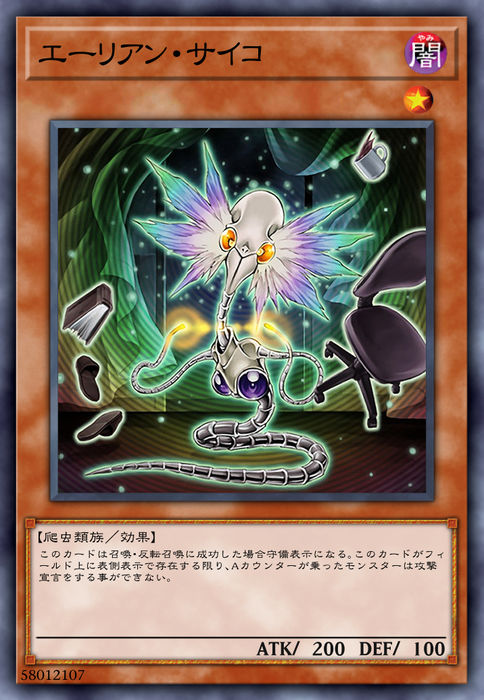 エーリアン・サイコ
やみ
闇
【爬虫類族／効果】
このカードは召喚・反転召喚に成功した場合守備表示になる。このカードがフィ
ールド上に表側表示で存在する限り、Aカウンターが乗ったモンスターは攻撃
宣言をする事ができない。
ATK/ 200 DEF/ 100
58012107